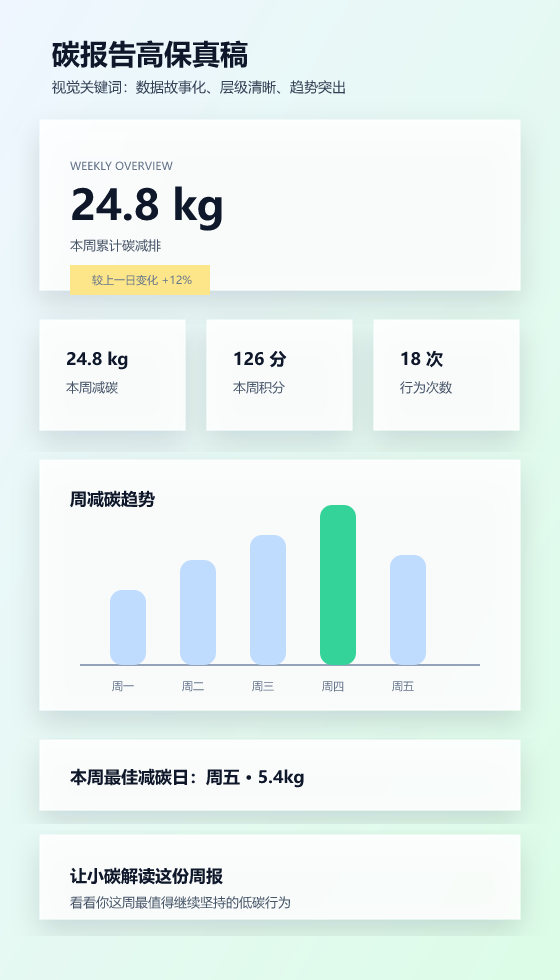 碳报告高保真稿
视觉关键词：数据故事化、层级清晰、趋势突出
WEEKLY OVERVIEW
24.8 kg
本周累计碳减排
较上一日变化 +12%
24.8 kg
本周减碳
126 分
本周积分
18 次
行为次数
周减碳趋势
周一 周二 周三 周四 周五
本周最佳减碳日：周五 • 5.4kg
让小碳解读这份周报
看看你这周最值得继续坚持的低碳行为